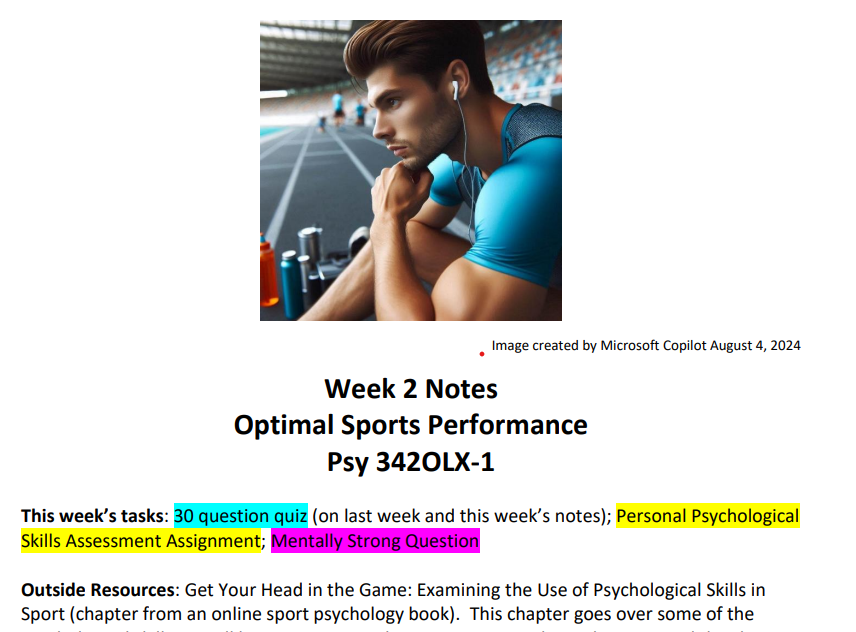 Image created by Microsoft Copilot August 4, 2024
Week 2 Notes
Optimal Sports Performance
Psy 342OLX-1
This week’s tasks: 30 question quiz (on last week and this week’s notes); Personal Psychological
Skills Assessment Assignment; Mentally Strong Question
Outside Resources: Get Your Head in the Game: Examining the Use of Psychological Skills in
Sport (chapter from an online sport psychology book).  This chapter goes over some of the